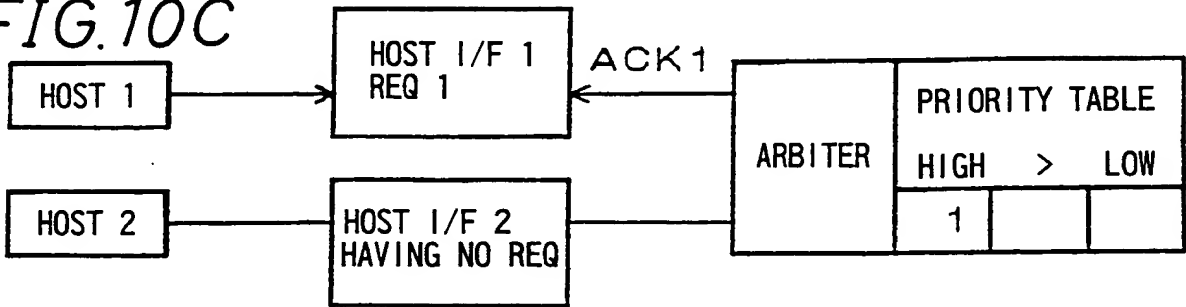 FIG.10C
HOST 1
HOST I/F 1
REQ 1
ACK1
ARBITER
PRIORITY TABLE
HIGH > LOW
1
HOST 2
HOST I/F 2
HAVING NO REQ